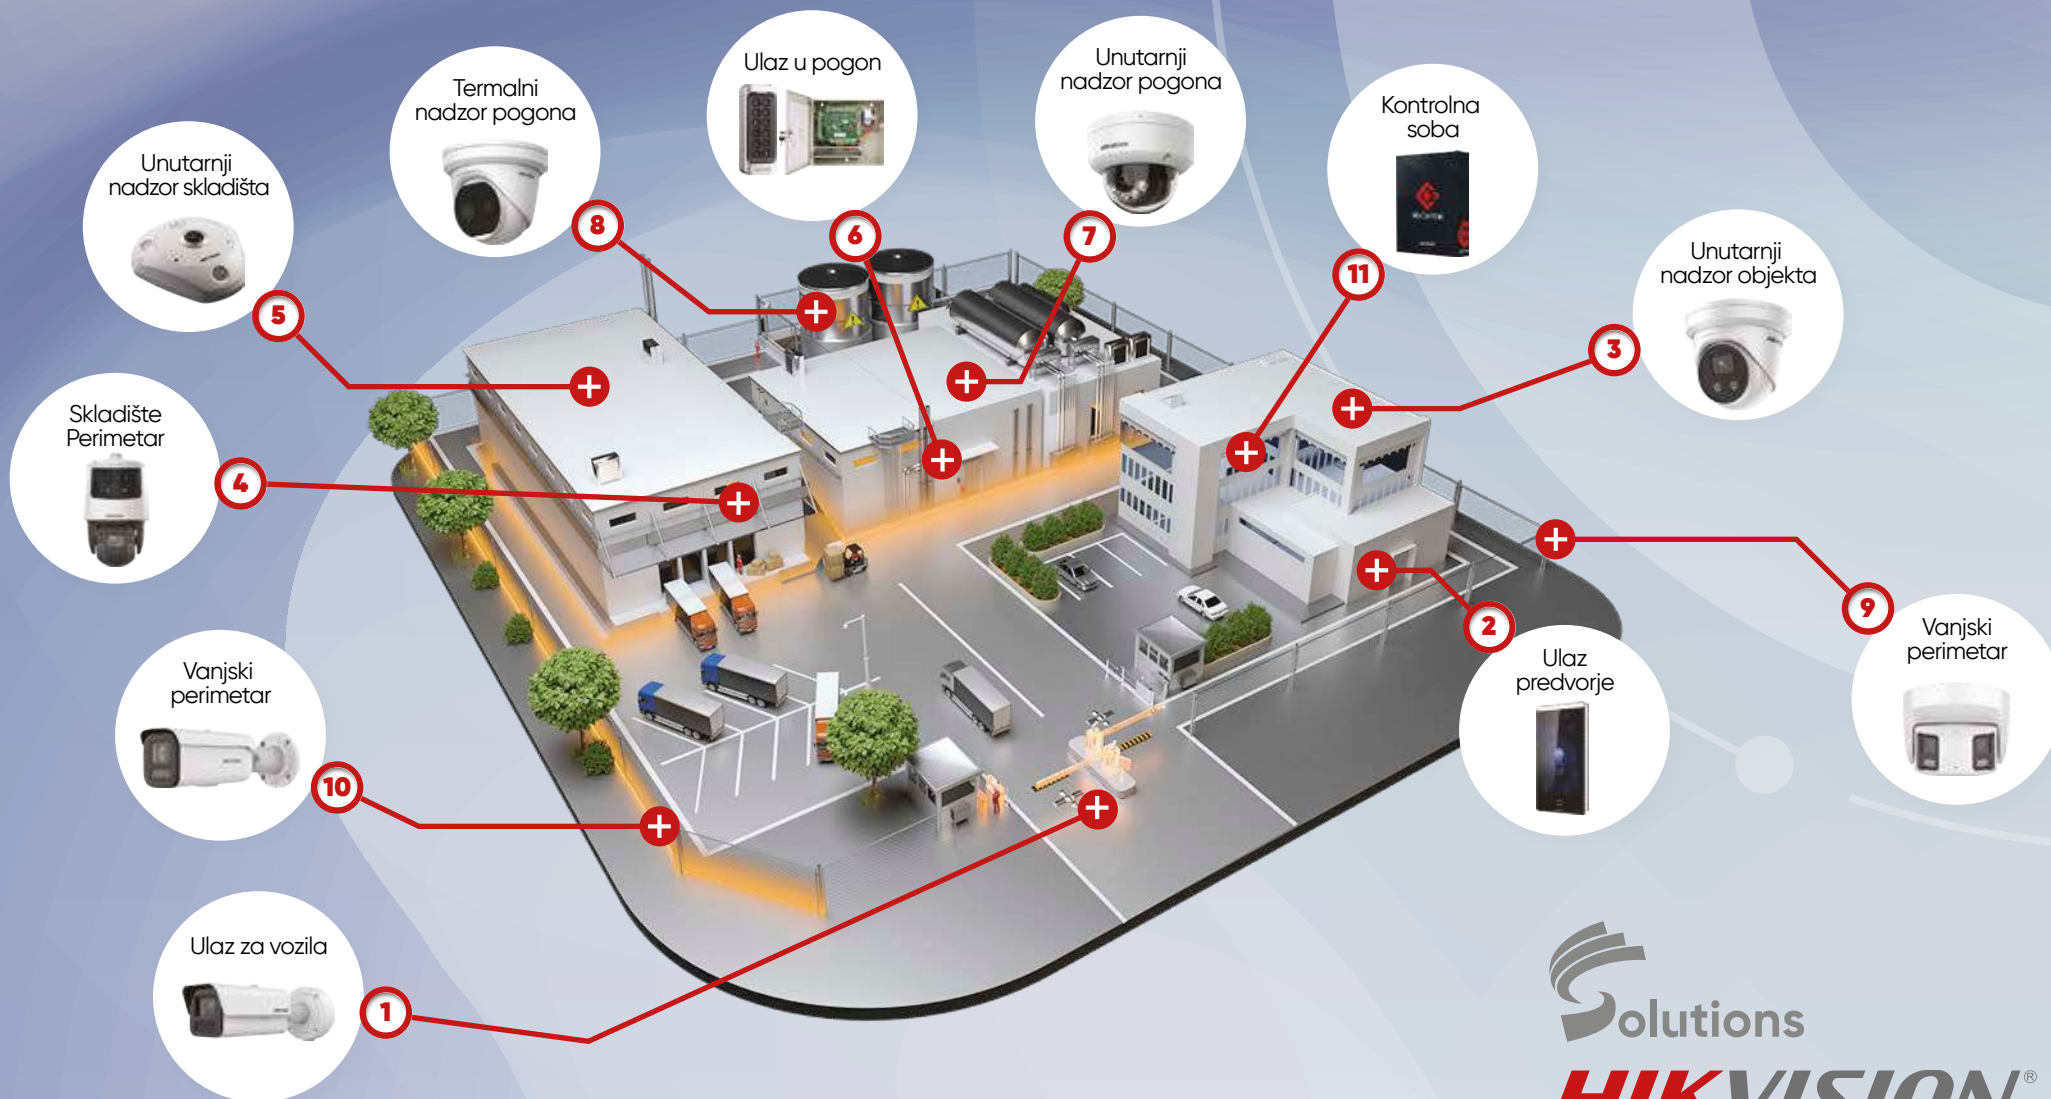 Ulaz u pogon
6
Unutarnji
nadzor pogona
7
Termalni
nadzor pogona
8
Kontrolna
soba
11
Unutarnji
nadzor skladišta
5
Unutarnji
nadzor objekta
3
Skladište
Perimetar
4
Vanjski
perimetar
9
Ulaz
predvorje
2
Vanjski
perimetar
10
Ulaz za vozila
1
Solutions
HIKVISION®